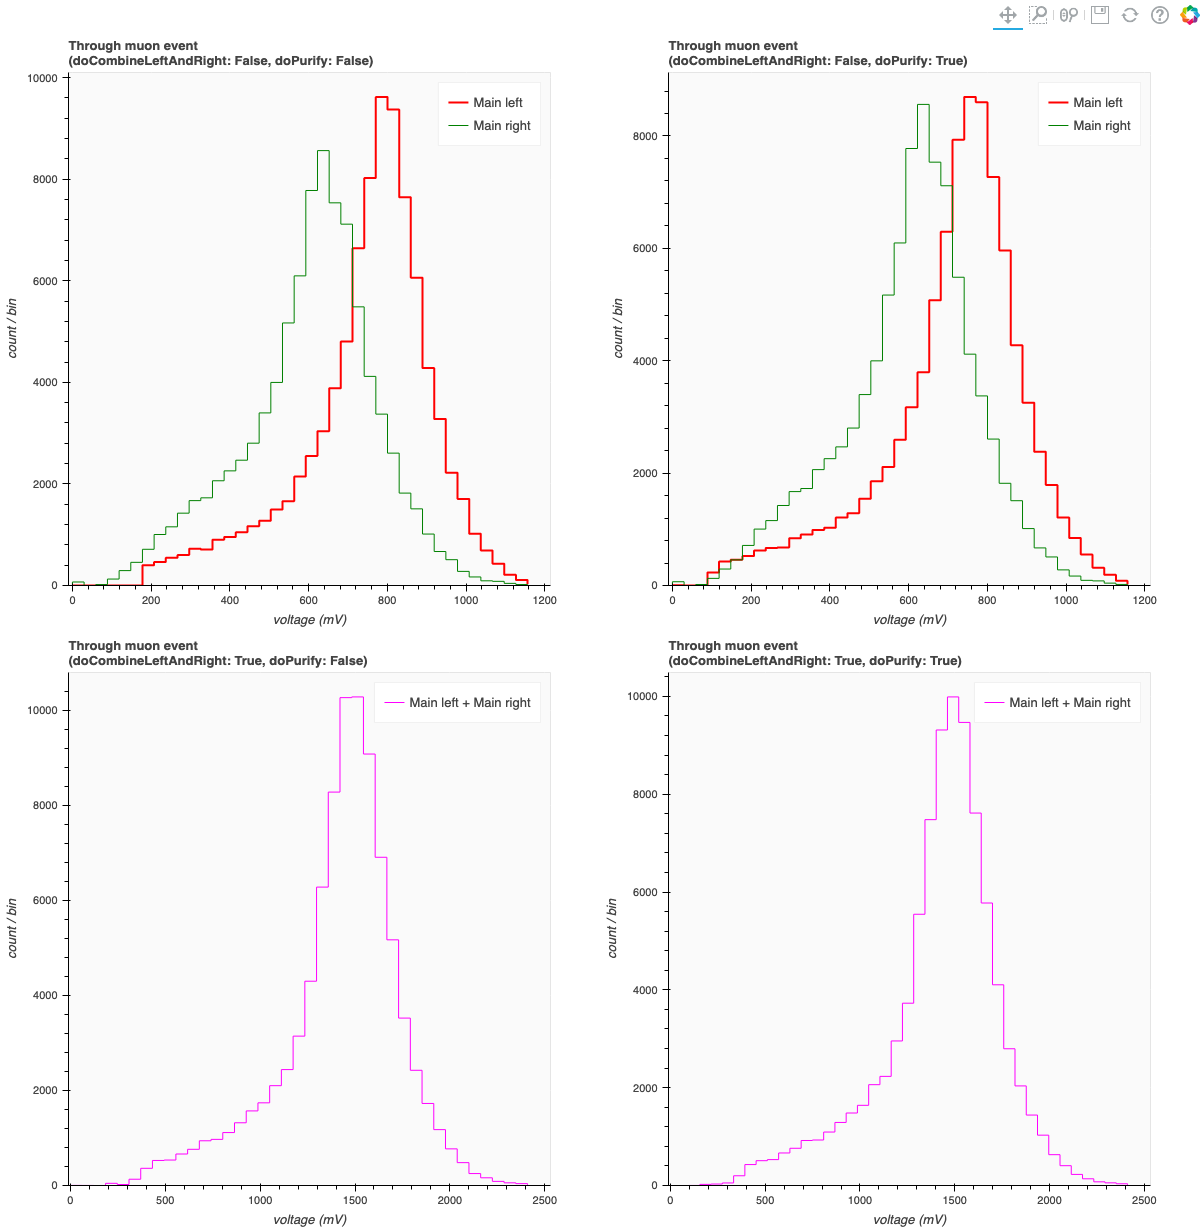 Through muon event
(doCombineLeftAndRight: False, doPurify: False)
10000
8000
6000
4000
2000
0
count / bin
Main left
Main right
0 200 400 600 800 1000 1200
voltage (mV)
Through muon event
(doCombineLeftAndRight: False, doPurify: True)
8000
6000
4000
2000
0
count / bin
Main left
Main right
0 200 400 600 800 1000 1200
voltage (mV)
Through muon event
(doCombineLeftAndRight: True, doPurify: False)
10000
8000
6000
4000
2000
0
count / bin
Main left + Main right
0 500 1000 1500 2000 2500
voltage (mV)
Through muon event
(doCombineLeftAndRight: True, doPurify: True)
10000
8000
6000
4000
2000
0
count / bin
Main left + Main right
0 500 1000 1500 2000 2500
voltage (mV)